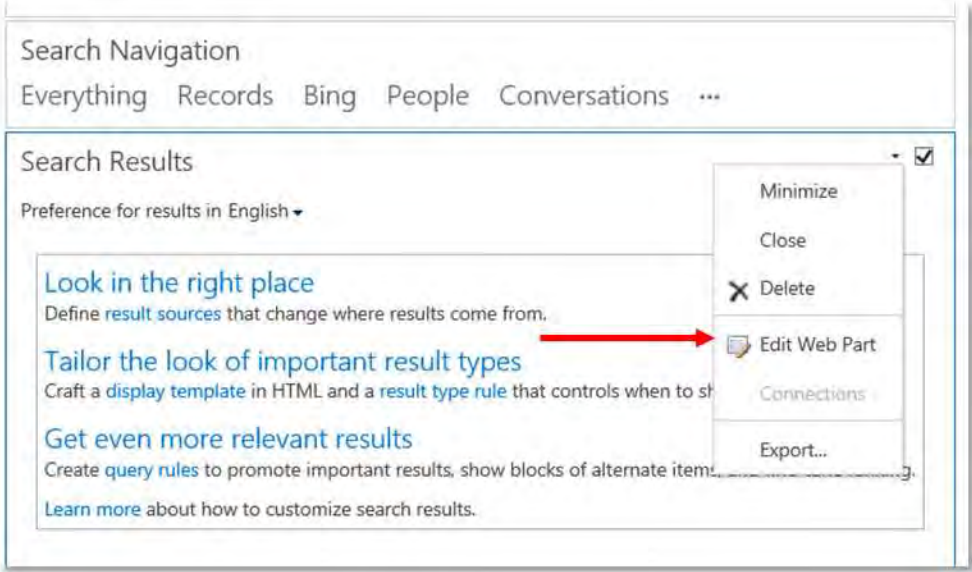 Search Navigation
Everything Records Bing People Conversations ...
Search Results
Preference for results in English
Minimize
Close
Delete
Edit Web Part
Connections
Export...
Look in the right place
Define result sources that change where results come from.
Tailor the look of important result types
Craft a display template in HTML and a result type rule that controls when to
Get even more relevant results
Create query rules to promote important results, show blocks of alternate
Learn more about how to customize search results.